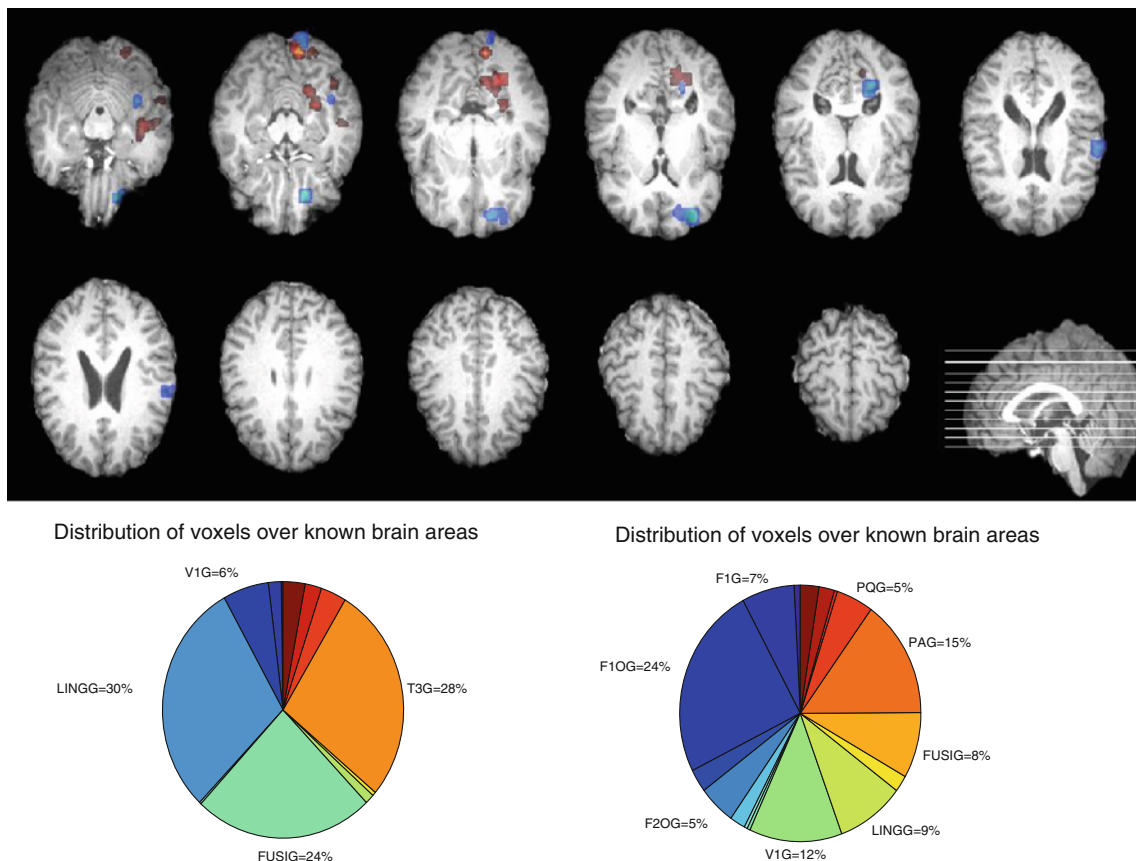 Distribution of voxels over known brain areas
V1G=6%
LINGG=30%
T3G=28%
FUSIG=24%
Distribution of voxels over known brain areas
F1G=7%
PQG=5%
PAG=15%
F1OG=24%
FUSIG=8%
F2OG=5%
LINGG=9%
V1G=12%